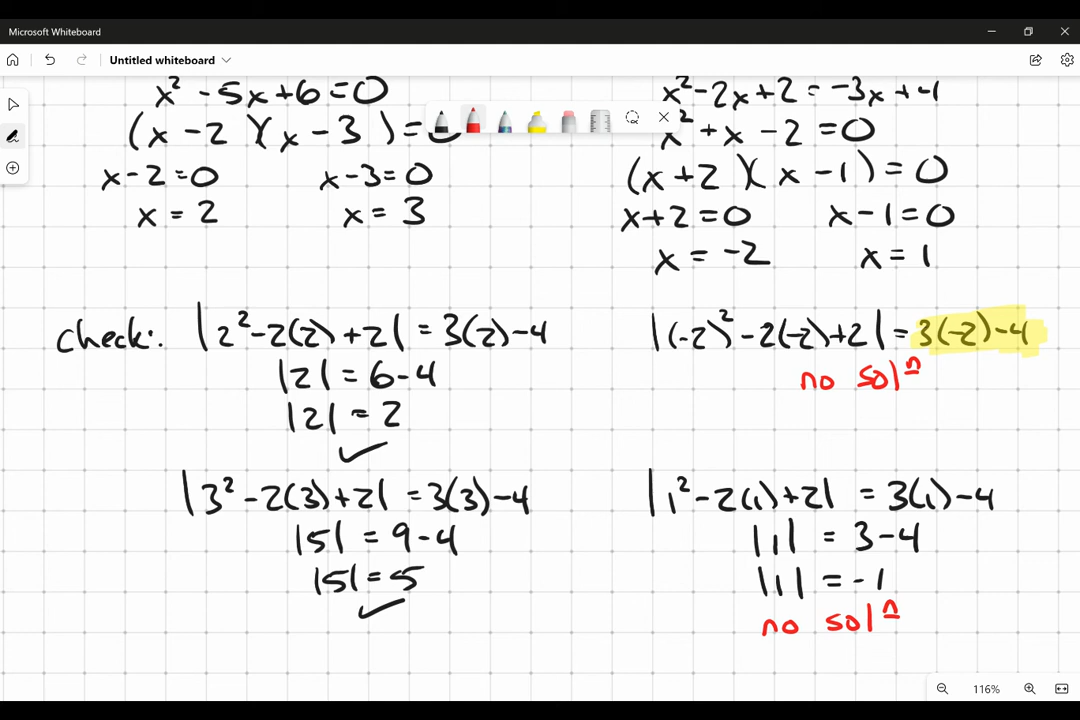 Microsoft Whiteboard
Untitled whiteboard
x² - 5x + 6 = 0
(x - 2)(x - 3) = 0
x - 2 = 0
x - 3 = 0
x = 2
x = 3
x² - 2x + 2 = -3x + 4
x² + x - 2 = 0
(x + 2)(x - 1) = 0
x + 2 = 0
x - 1 = 0
x = -2
x = 1
check: |2² - 2(2) + 2| = 3(2) - 4
|2| = 6 - 4
|2| = 2
|3² - 2(3) + 2| = 3(3) - 4
|5| = 9 - 4
|5| = 5
|(-2)² - 2(-2) + 2| = 3(-2) - 4
no solⁿ
|1² - 2(1) + 2| = 3(1) - 4
|1| = 3 - 4
|1| = -1
no solⁿ
116%